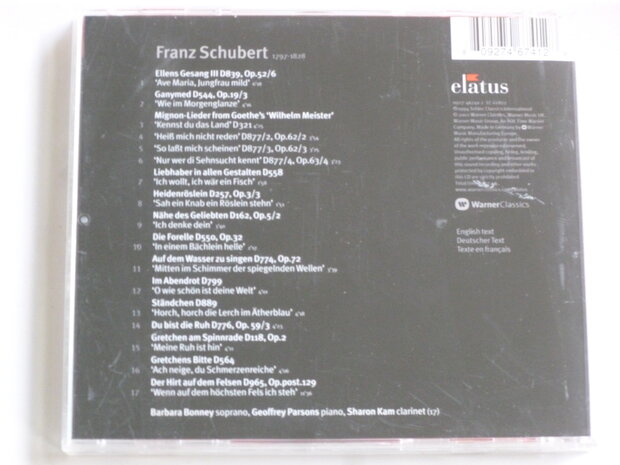 Franz Schubert 1797-1828
Ellens Gesang III D839, Op.52/6
1 'Ave Maria, Jungfrau mild'
Ganymed D544, Op.19/3
2 'Wie im Morgenglanze'
Mignon-Lieder from Goethe's 'Wilhelm Meister'
3 'Kennst du das Land' D321
4 'Heiß mich nicht reden' D877/2, Op.62/2
5 'So laßt mich scheinen' D877/3, Op.62/3
6 'Nur wer di Sehnsucht kennt' D877/4, Op.63/4
Liebhaber in allen Gestalten D558
7 'Ich wollt, ich wär ein Fisch'
Heidenröslein D257, Op.3/3
8 'Sah ein Knab ein Röslein stehn'
Nähe des Geliebten D162, Op.5/2
9 'Ich denke dein'
Die Forelle D550, Op.32
10 'In einem Bächlein helle'
Auf dem Wasser zu singen D774, Op.72
11 'Mitten im Schimmer der spiegelnden Wellen'
Im Abendrot D799
12 'O wie schön ist deine Welt'
Ständchen D889
13 'Horch, horch die Lerch im Ätherblau'
14 Du bist die Ruh D776, Op. 59/3
Gretchen am Spinnrade D118, Op.2
15 'Meine Ruh ist hin'
Gretchens Bitte D564
16 'Ach neige, du Schmerzenreiche'
Der Hirt auf dem Felsen D965, Op.post.129
17 'Wenn auf dem höchsten Fels ich steh'
Barbara Bonney soprano, Geoffrey Parsons piano, Sharon Kam clarinet (17)
elatus
Warner Classics
English text
Deutscher Text
Texte en français